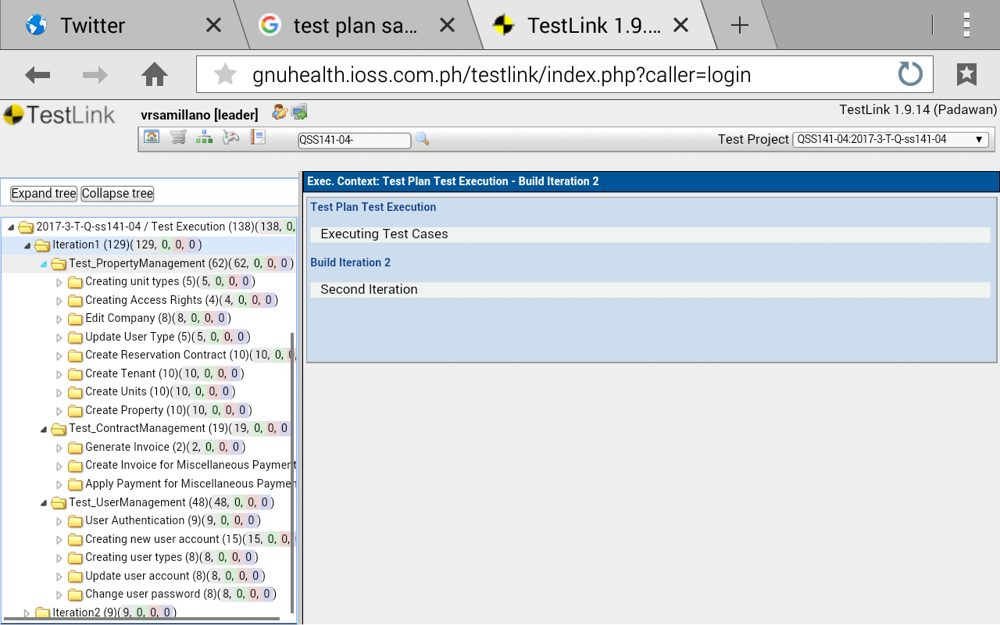 Twitter
test plan sa...
TestLink 1.9....
gnuhealth.ioss.com.ph/testlink/index.php?caller=login
TestLink
vrsamillano [leader]
TestLink 1.9.14 (Padawan)
QSS141-04-
Test Project
QSS141-04:2017-3-T-Q-ss141-04
Expand tree
Collapse tree
2017-3-T-Q-ss141-04 / Test Execution (138)(138, 0,
Iteration1 (129)(129, 0, 0, 0)
Test_PropertyManagement (62)(62, 0, 0, 0)
Creating unit types (5)(5, 0, 0, 0)
Creating Access Rights (4)(4, 0, 0, 0)
Edit Company (8)(8, 0, 0, 0)
Update User Type (5)(5, 0, 0, 0)
Create Reservation Contract (10)(10, 0, 0,
Create Tenant (10)(10, 0, 0, 0)
Create Units (10)(10, 0, 0, 0)
Create Property (10)(10, 0, 0, 0)
Test_ContractManagement (19)(19, 0, 0, 0
Generate Invoice (2)(2, 0, 0, 0)
Create Invoice for Miscellaneous Payment
Apply Payment for Miscellaneous Paymen
Test_UserManagement (48)(48, 0, 0, 0)
User Authentication (9)(9, 0, 0, 0)
Creating new user account (15)(15, 0, 0,
Creating user types (8)(8, 0, 0, 0)
Update user account (8)(8, 0, 0, 0)
Change user password (8)(8, 0, 0, 0)
Iteration2 (9)(9, 0, 0, 0)
Exec. Context: Test Plan Test Execution - Build Iteration 2
Test Plan Test Execution
Executing Test Cases
Build Iteration 2
Second Iteration